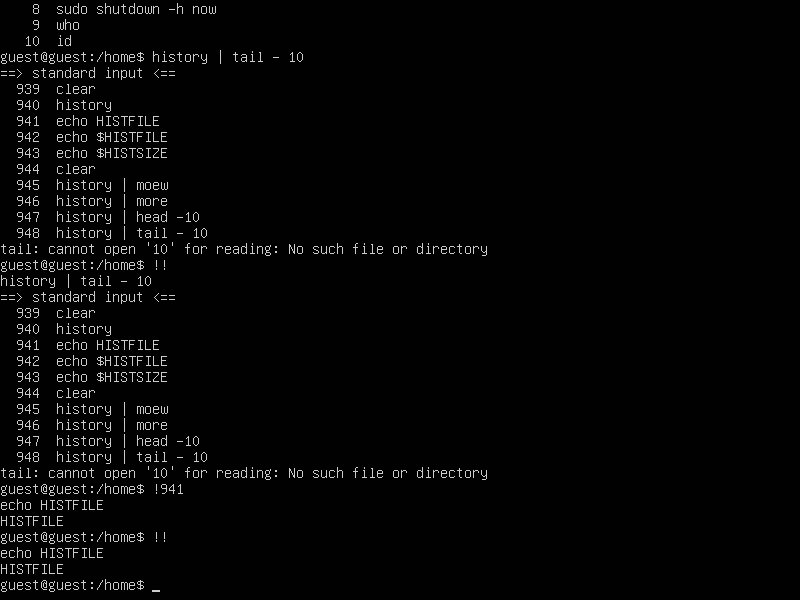 8 sudo shutdown -h now
9 who
10 id
guest@guest:/home$ history | tail - 10
==> standard input <==
939 clear
940 history
941 echo HISTFILE
942 echo $HISTFILE
943 echo $HISTSIZE
944 clear
945 history | moew
946 history | more
947 history | head -10
948 history | tail - 10
tail: cannot open '10' for reading: No such file or directory
guest@guest:/home$ !!
history | tail - 10
==> standard input <==
939 clear
940 history
941 echo HISTFILE
942 echo $HISTFILE
943 echo $HISTSIZE
944 clear
945 history | moew
946 history | more
947 history | head -10
948 history | tail - 10
tail: cannot open '10' for reading: No such file or directory
guest@guest:/home$ !941
echo HISTFILE
HISTFILE
guest@guest:/home$ !!
echo HISTFILE
HISTFILE
guest@guest:/home$ _